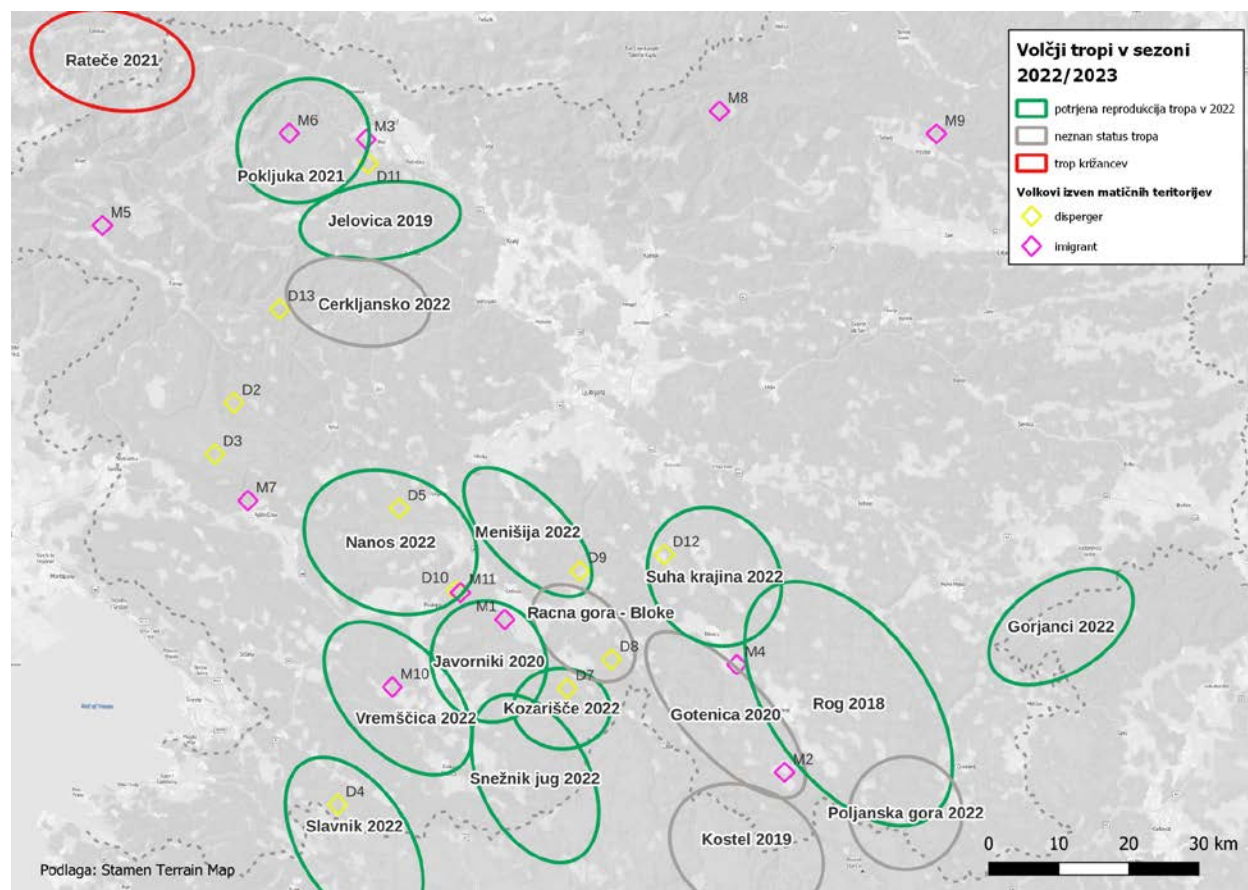 Rateče 2021
M6
M3
D11
Pokljuka 2021
M8
M9
Volčji tropi v sezoni
2022/2023
potrjena reprodukcija tropa v 2022
neznan status tropa
trop križancev
Volkovi izven matičnih teritorijev
disperger
imigrant
Jelovica 2019
M5
D13
Cerkljansko 2022
D2
Ljubljana
D3
M7
D5
Nanos 2022
Menišija 2022
D9
D12
Suha krajina 2022
D10
M11
M1
Racna gora - Bloke
Gorjanci 2022
Javorniki 2020
D8
M4
M10
D7
Vremščica 2022
Kozarišče 2022
Gotenica 2020
Rog 2018
Snežnik jug 2022
M2
D4
Slavnik 2022
Poljanska gora 2022
Kostel 2019
Podlaga: Stamen Terrain Map
0 10 20 30 km